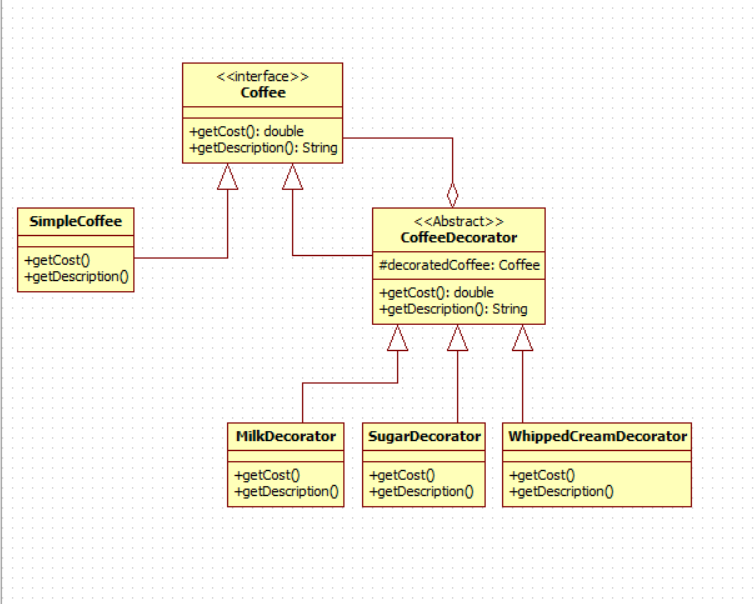 <<interface>>
Coffee
+getCost(): double
+getDescription(): String
SimpleCoffee
+getCost()
+getDescription()
<<Abstract>>
CoffeeDecorator
#decoratedCoffee: Coffee
+getCost(): double
+getDescription(): String
MilkDecorator
+getCost()
+getDescription()
SugarDecorator
+getCost()
+getDescription()
WhippedCreamDecorator
+getCost()
+getDescription()